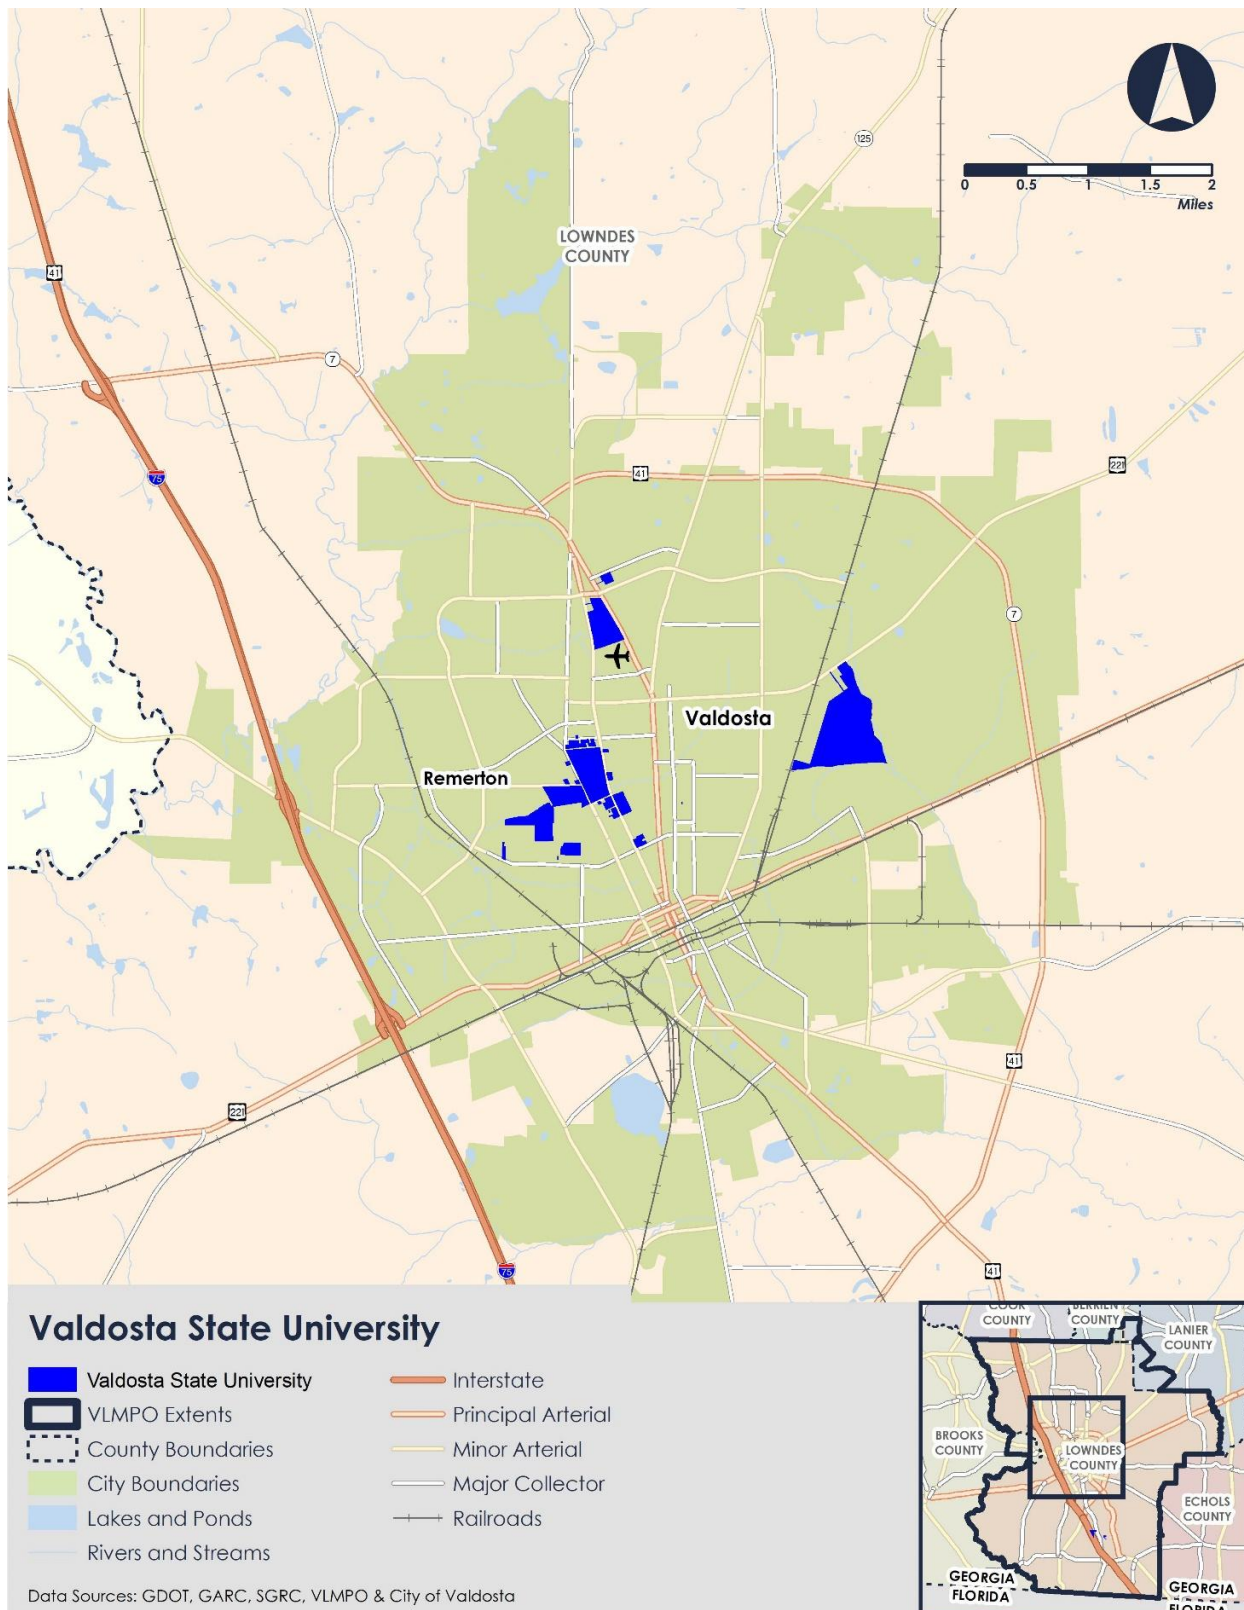 125
0 0.5 1 1.5 2
Miles
LOWNDES
COUNTY
41
7
75
41
221
7
Valdosta
Remerton
41
221
75
41
Valdosta State University
Valdosta State University
VLMPO Extents
County Boundaries
City Boundaries
Lakes and Ponds
Rivers and Streams
Interstate
Principal Arterial
Minor Arterial
Major Collector
Railroads
Data Sources: GDOT, GARC, SGRC, VLMPO & City of Valdosta
COOK
COUNTY
BERRIEN
COUNTY
LANIER
COUNTY
BROOKS
COUNTY
LOWNDES
COUNTY
ECHOLS
COUNTY
GEORGIA
FLORIDA
GEORGIA
FLORIDA